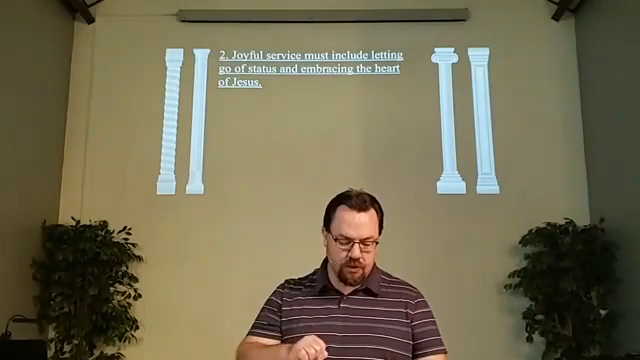 2. Joyful service must include letting
go of status and embracing the heart
of Jesus.